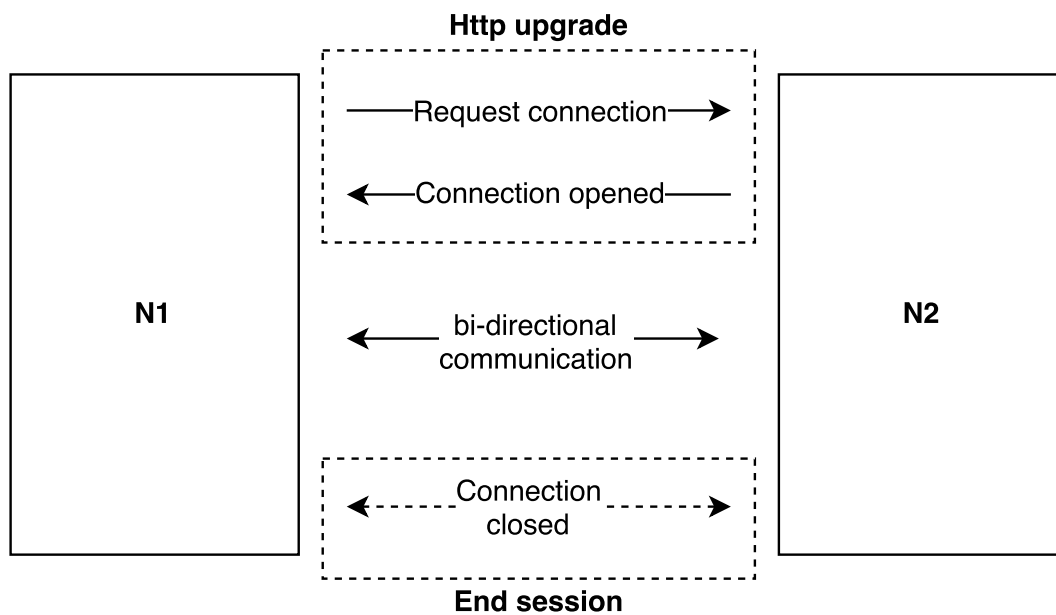 Http upgrade
Request connection
Connection opened
N1
N2
bi-directional
communication
Connection
closed
End session